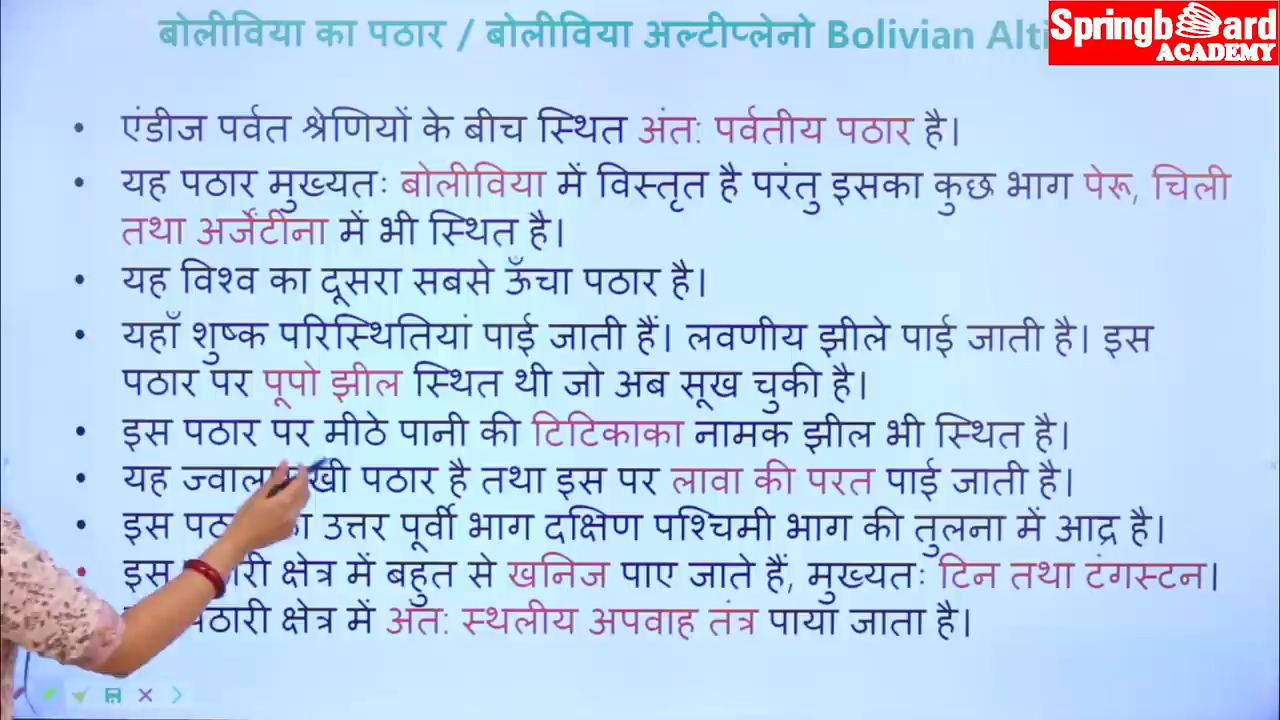 बोलीविया का पठार / बोलीविया अल्टीप्लेनो Bolivian
Springboard
ACADEMY
• एंडीज पर्वत श्रेणियों के बीच स्थित अंत: पर्वतीय पठार है।
• यह पठार मुख्यतः बोलीविया में विस्तृत है परंतु इसका कुछ भाग पेरू, चिली
तथा अर्जेंटीना में भी स्थित है।
• यह विश्व का दूसरा सबसे ऊँचा पठार है।
• यहाँ शुष्क परिस्थितियां पाई जाती हैं। लवणीय झीले पाई जाती है। इस
पठार पर पूपो झील स्थित थी जो अब सूख चुकी है।
• इस पठार पर मीठे पानी की टिटिकाका नामक झील भी स्थित है।
• यह पठार है तथा इस पर लावा की परत पाई जाती है।
• इस उत्तर पूर्वी भाग दक्षिण पश्चिमी भाग की तुलना में आद्र है।
• इस क्षेत्र में बहुत से खनिज पाए जाते हैं, मुख्यतः टिन तथा टंगस्टन।
पठारी क्षेत्र में अंत: स्थलीय अपवाह तंत्र पाया जाता है।